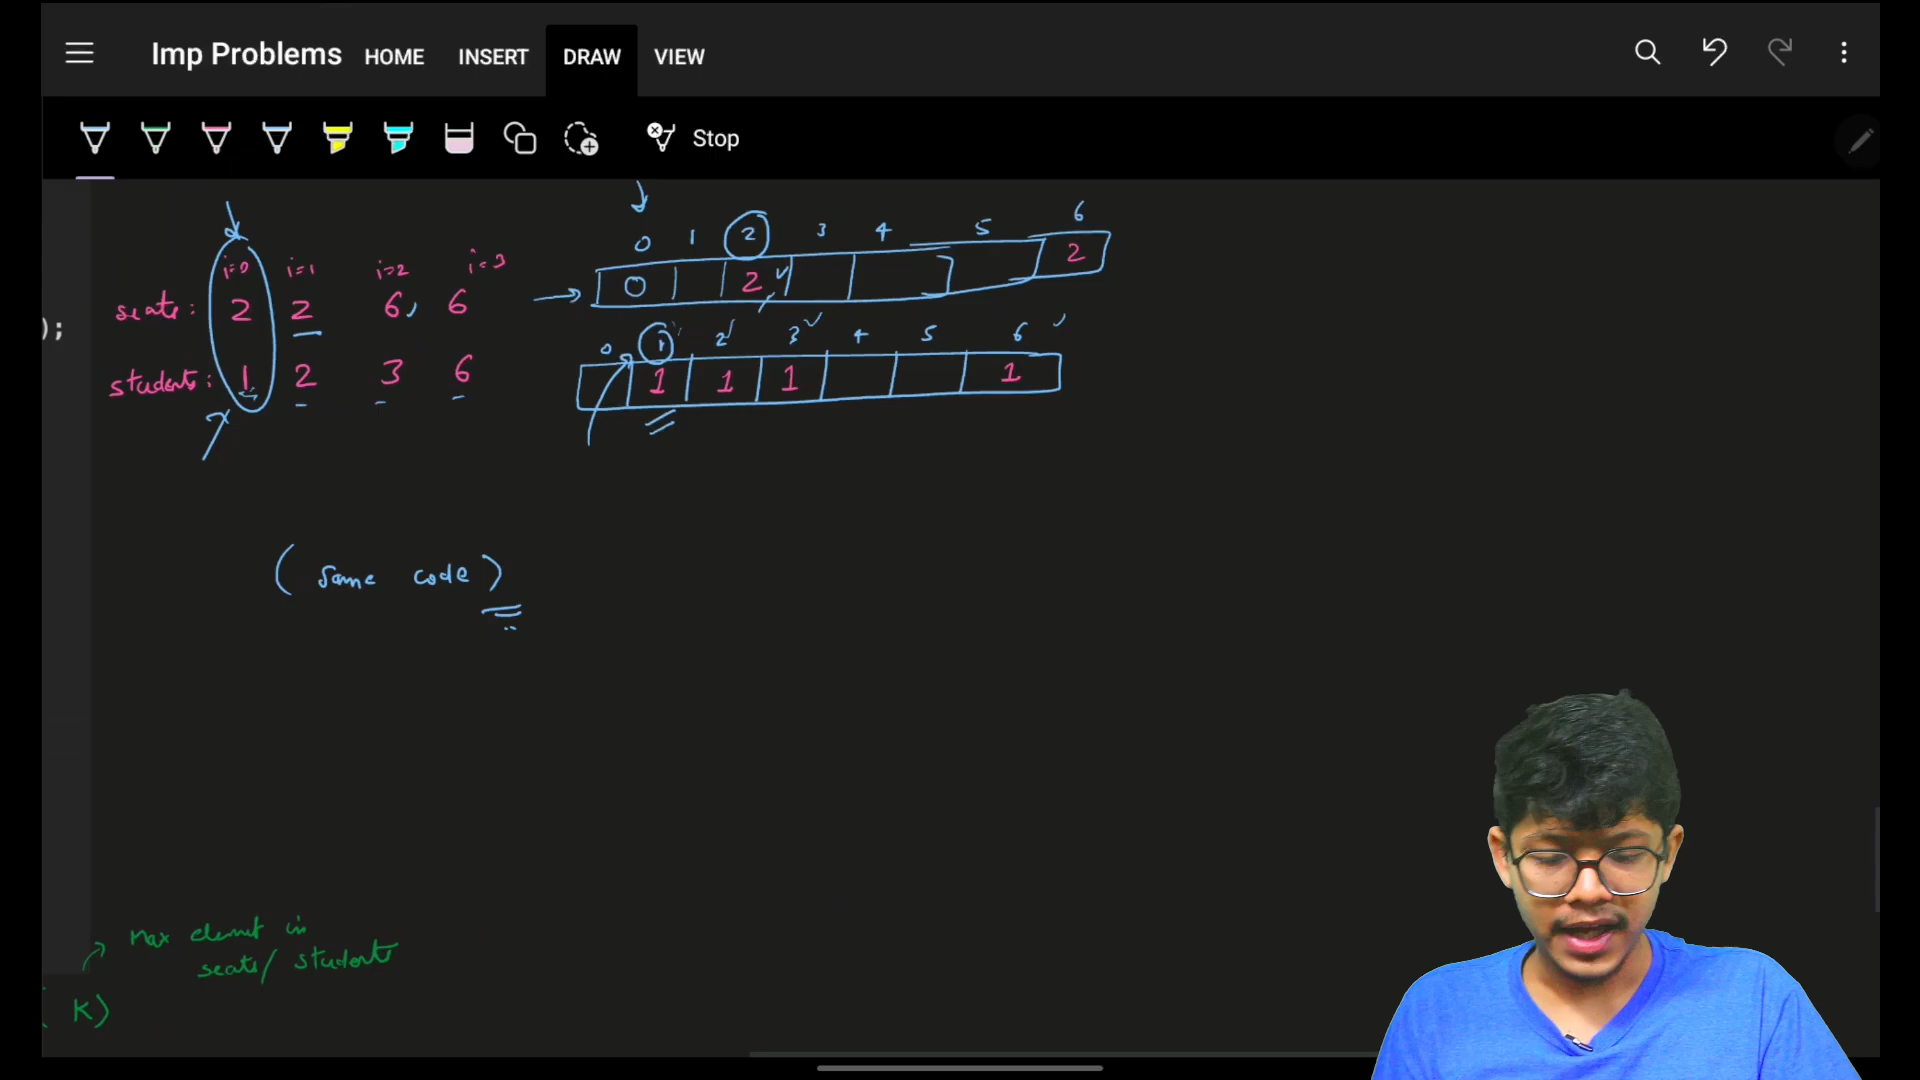 Imp Problems HOME INSERT DRAW VIEW
Stop
0 1 2 3 4 5 6
i=0 i=1 i=2 i=3
0 2 2
seats: 2 2 6, 6
);
0 1 2 3 4 5 6
students: 1 2 3 6
1 1 1 1
(Same code)
Max element in
seats/students
K)